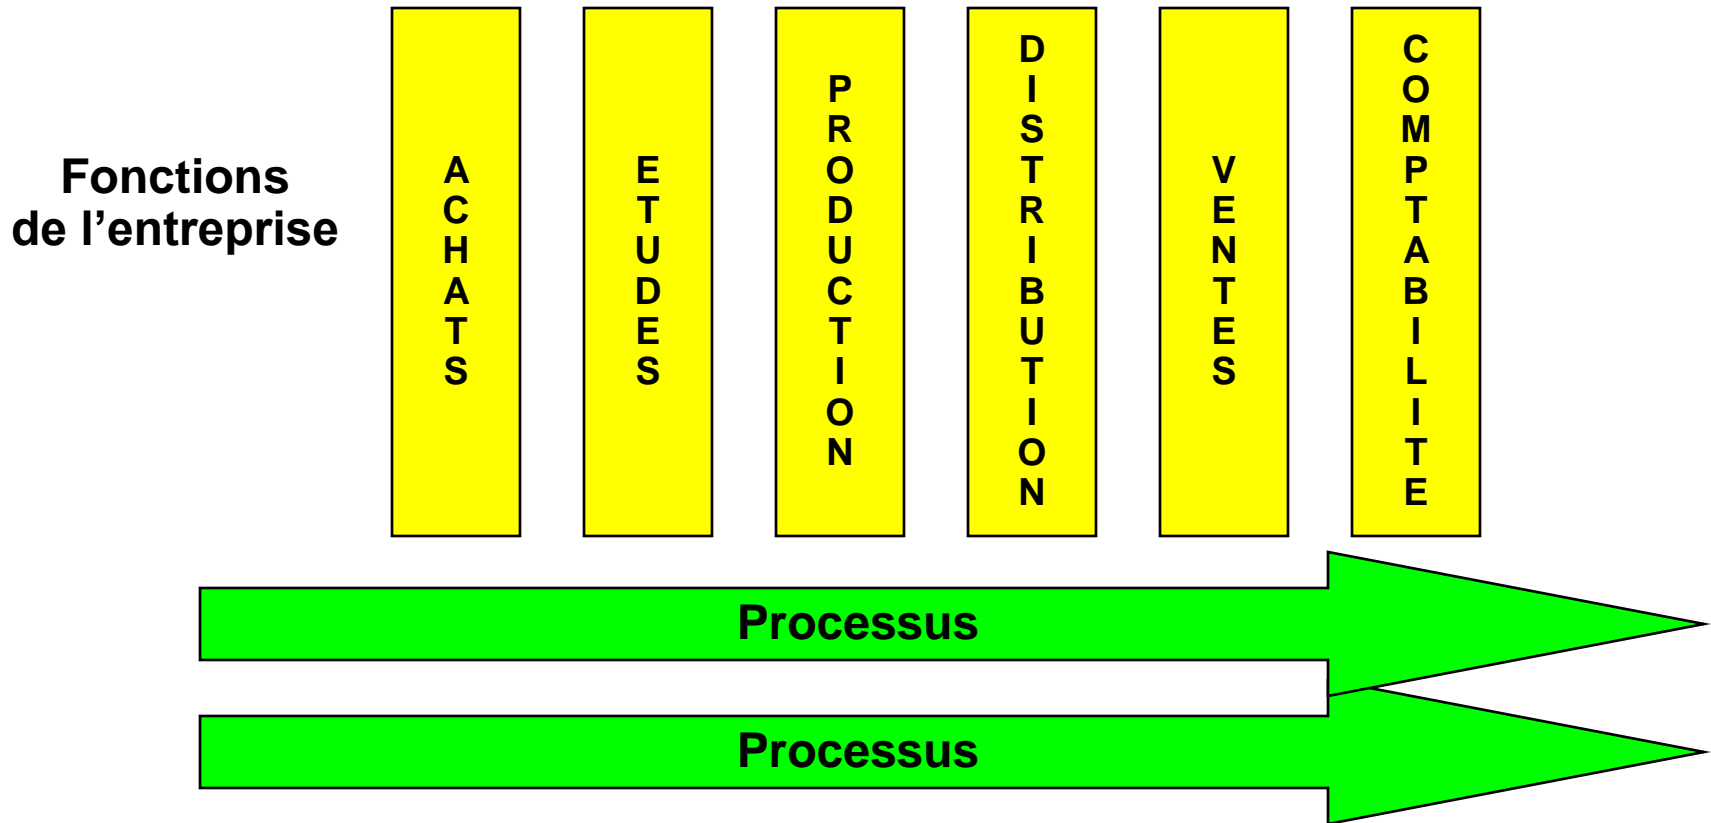 Fonctions
de l’entreprise
ACHATS
ETUDES
PRODUCTION
DISTRIBUTION
VENTES
COMPTABILITE
Processus
Processus